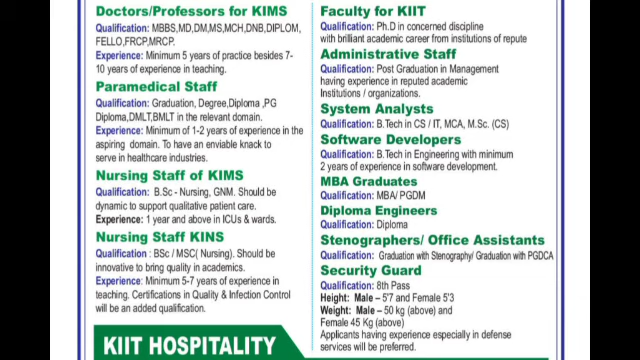 Doctors/Professors for KIMS
Qualification: MBBS,MD,DM,MS,MCH,DNB,DIPLOM,
FELLO,FRCP,MRCP.
Experience: Minimum 5 years of practice besides 7-
10 years of experience in teaching.
Paramedical Staff
Qualification: Graduation, Degree,Diploma ,PG
Diploma,DMLT,BMLT in the relevant domain.
Experience: Minimum of 1-2 years of experience in the
aspiring domain. To have an enviable knack to
serve in healthcare industries.
Nursing Staff of KIMS
Qualification: B.Sc - Nursing, GNM. Should be
dynamic to support qualitative patient care.
Experience: 1 year and above in ICUs & wards.
Nursing Staff KINS
Qualification : BSc / MSC( Nursing). Should be
innovative to bring quality in academics.
Experience: Minimum 5-7 years of experience in
teaching. Certifications in Quality & Infection Control
will be an added qualification.
KIIT HOSPITALITY
Faculty for KIIT
Qualification: Ph.D in concerned discipline
with brilliant academic career from institutions of repute
Administrative Staff
Qualification: Post Graduation in Management
having experience in reputed academic
Institutions / organizations.
System Analysts
Qualification: B.Tech in CS / IT, MCA, M.Sc. (CS)
Software Developers
Qualification: B.Tech in Engineering with minimum
2 years of experience in software development.
MBA Graduates
Qualification: MBA/ PGDM
Diploma Engineers
Qualification: Diploma
Stenographers/ Office Assistants
Qualification: Graduation with Stenography/ Graduation with PGDCA
Security Guard
Qualification: 8th Pass
Height: Male – 5'7 and Female 5'3
Weight: Male – 50 kg (above) and
Female 45 Kg (above)
Applicants having experience especially in defense
services will be preferred.